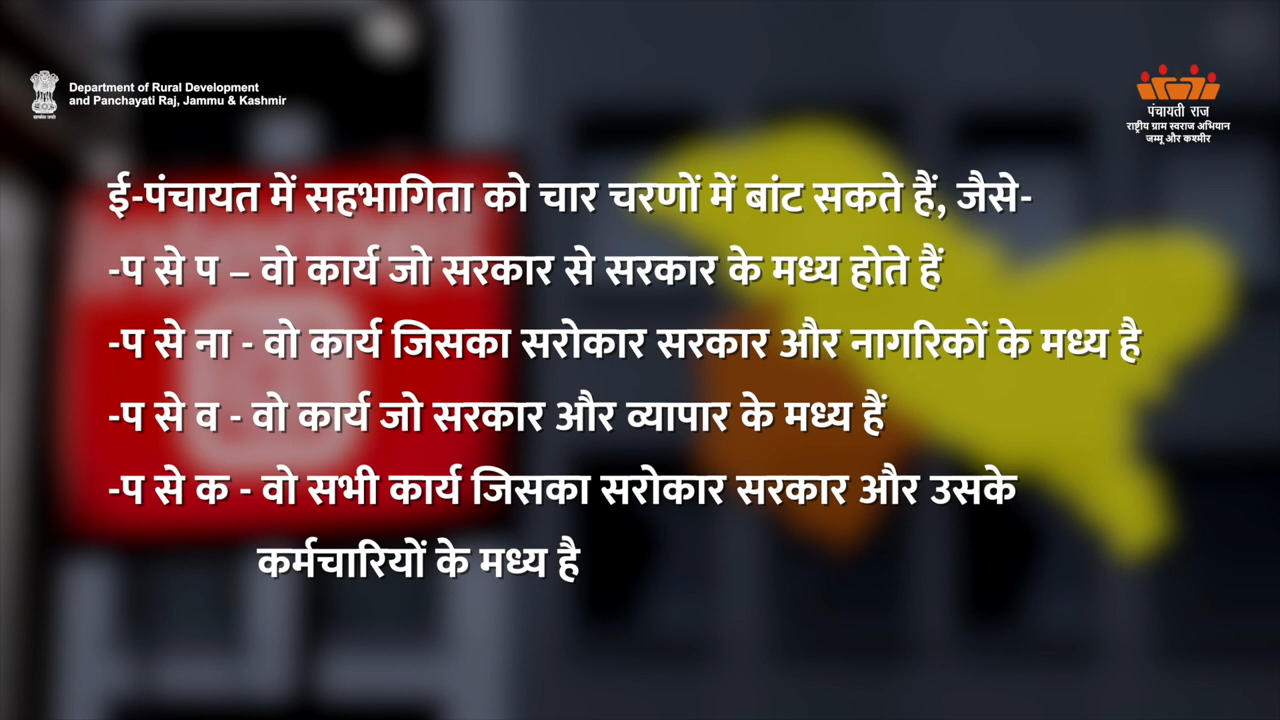 Department of Rural Development
and Panchayati Raj, Jammu & Kashmir
पंचायती राज
राष्ट्रीय ग्राम स्वराज अभियान
जम्मू और कश्मीर
ई-पंचायत में सहभागिता को चार चरणों में बांट सकते हैं, जैसे-
-प से प – वो कार्य जो सरकार से सरकार के मध्य होते हैं
-प से ना - वो कार्य जिसका सरोकार सरकार और नागरिकों के मध्य है
-प से व - वो कार्य जो सरकार और व्यापार के मध्य हैं
-प से क - वो सभी कार्य जिसका सरोकार सरकार और उसके
कर्मचारियों के मध्य है